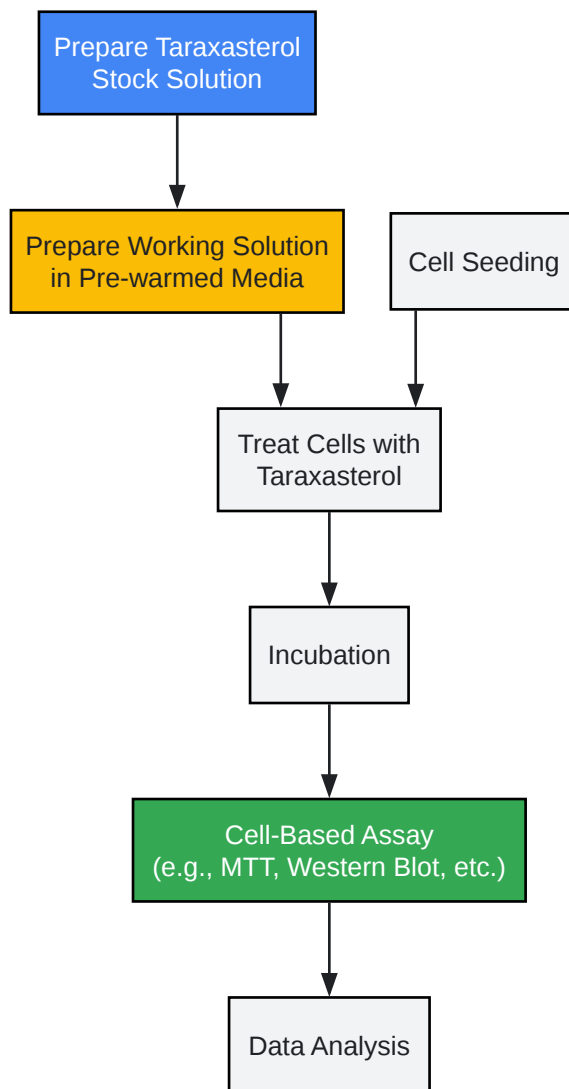 Prepare Taraxasterol
Stock Solution
Prepare Working Solution
in Pre-warmed Media
Cell Seeding
Treat Cells with
Taraxasterol
Incubation
Cell-Based Assay
(e.g., MTT, Western Blot, etc.)
Data Analysis